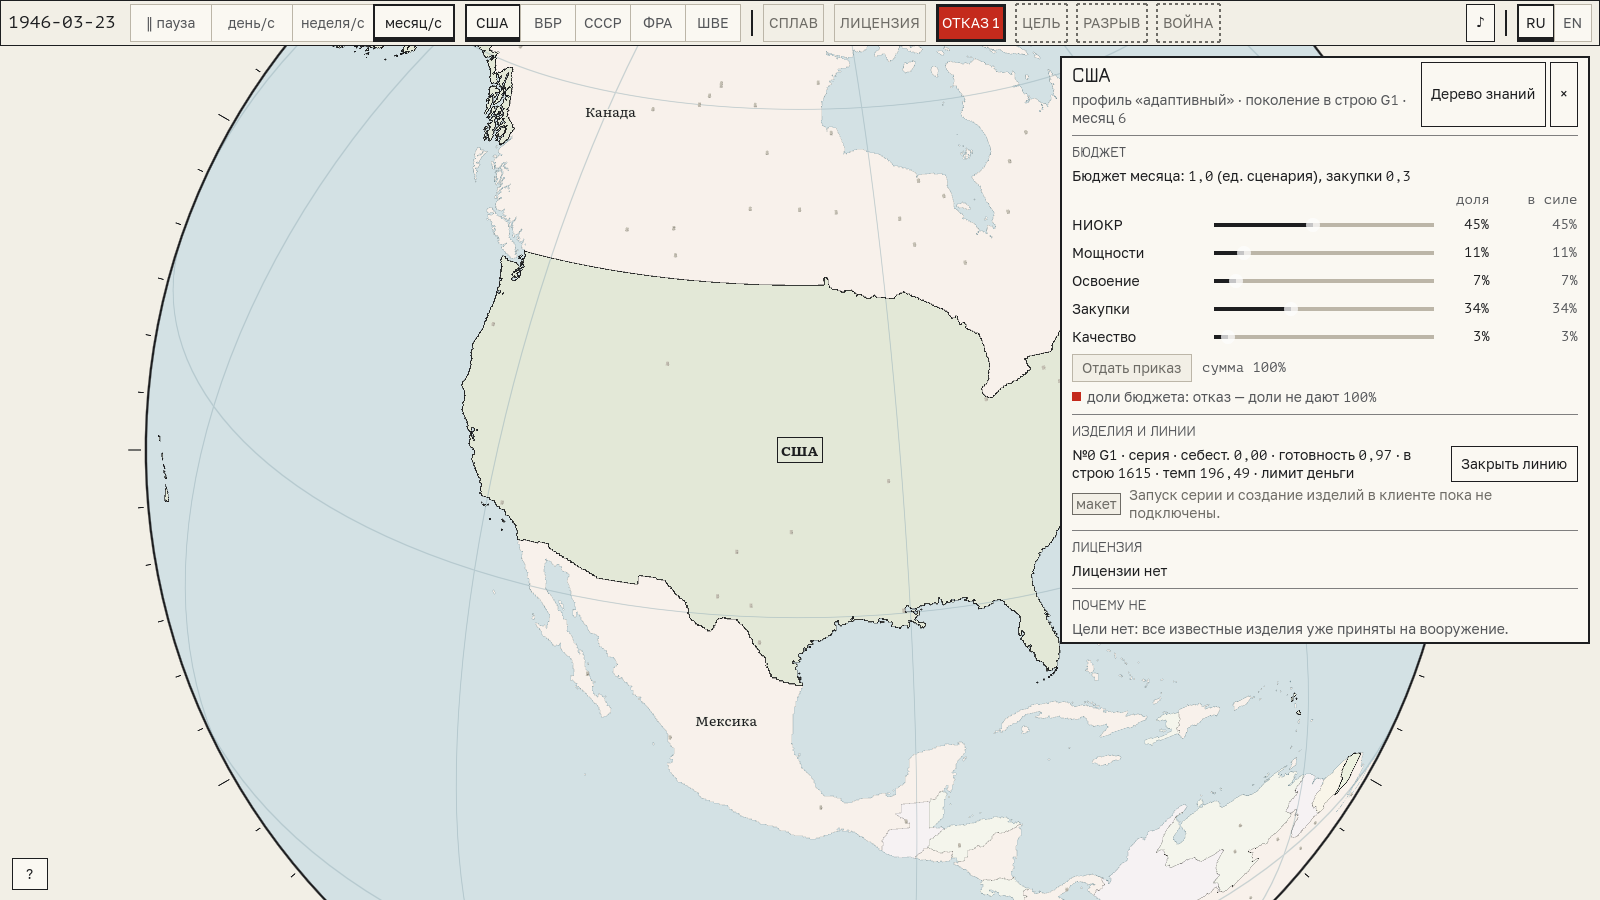 1946-03-23 ‖ пауза день/с неделя/с месяц/с США ВБР СССР ФРА ШВЕ СПЛАВ ЛИЦЕНЗИЯ ОТКАЗ 1 ЦЕЛЬ РАЗРЫВ ВОЙНА ♪ RU EN
США
профиль «адаптивный» · поколение в строю G1 ·
месяц 6
Дерево знаний ×
БЮДЖЕТ
Бюджет месяца: 1,0 (ед. сценария), закупки 0,3
доля в силе
НИОКР 45% 45%
Мощности 11% 11%
Освоение 7% 7%
Закупки 34% 34%
Качество 3% 3%
Отдать приказ сумма 100%
доли бюджета: отказ — доли не дают 100%
ИЗДЕЛИЯ И ЛИНИИ
№0 G1 · серия · себест. 0,00 · готовность 0,97 · в
строю 1615 · темп 196,49 · лимит деньги
Закрыть линию
макет Запуск серии и создание изделий в клиенте пока не
подключены.
ЛИЦЕНЗИЯ
Лицензии нет
ПОЧЕМУ НЕ
Цели нет: все известные изделия уже приняты на вооружение.
Канада
США
Мексика
?